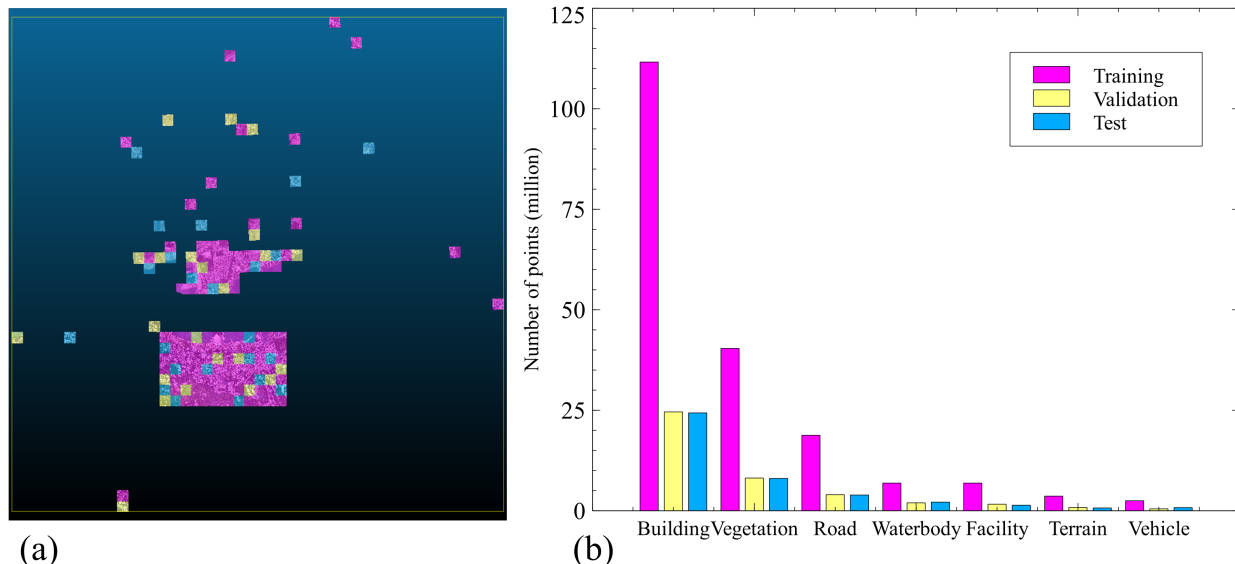 125
100
75
50
25
0
Number of points (million)
Training
Validation
Test
Building Vegetation Road Waterbody Facility Terrain Vehicle
(a) (b)